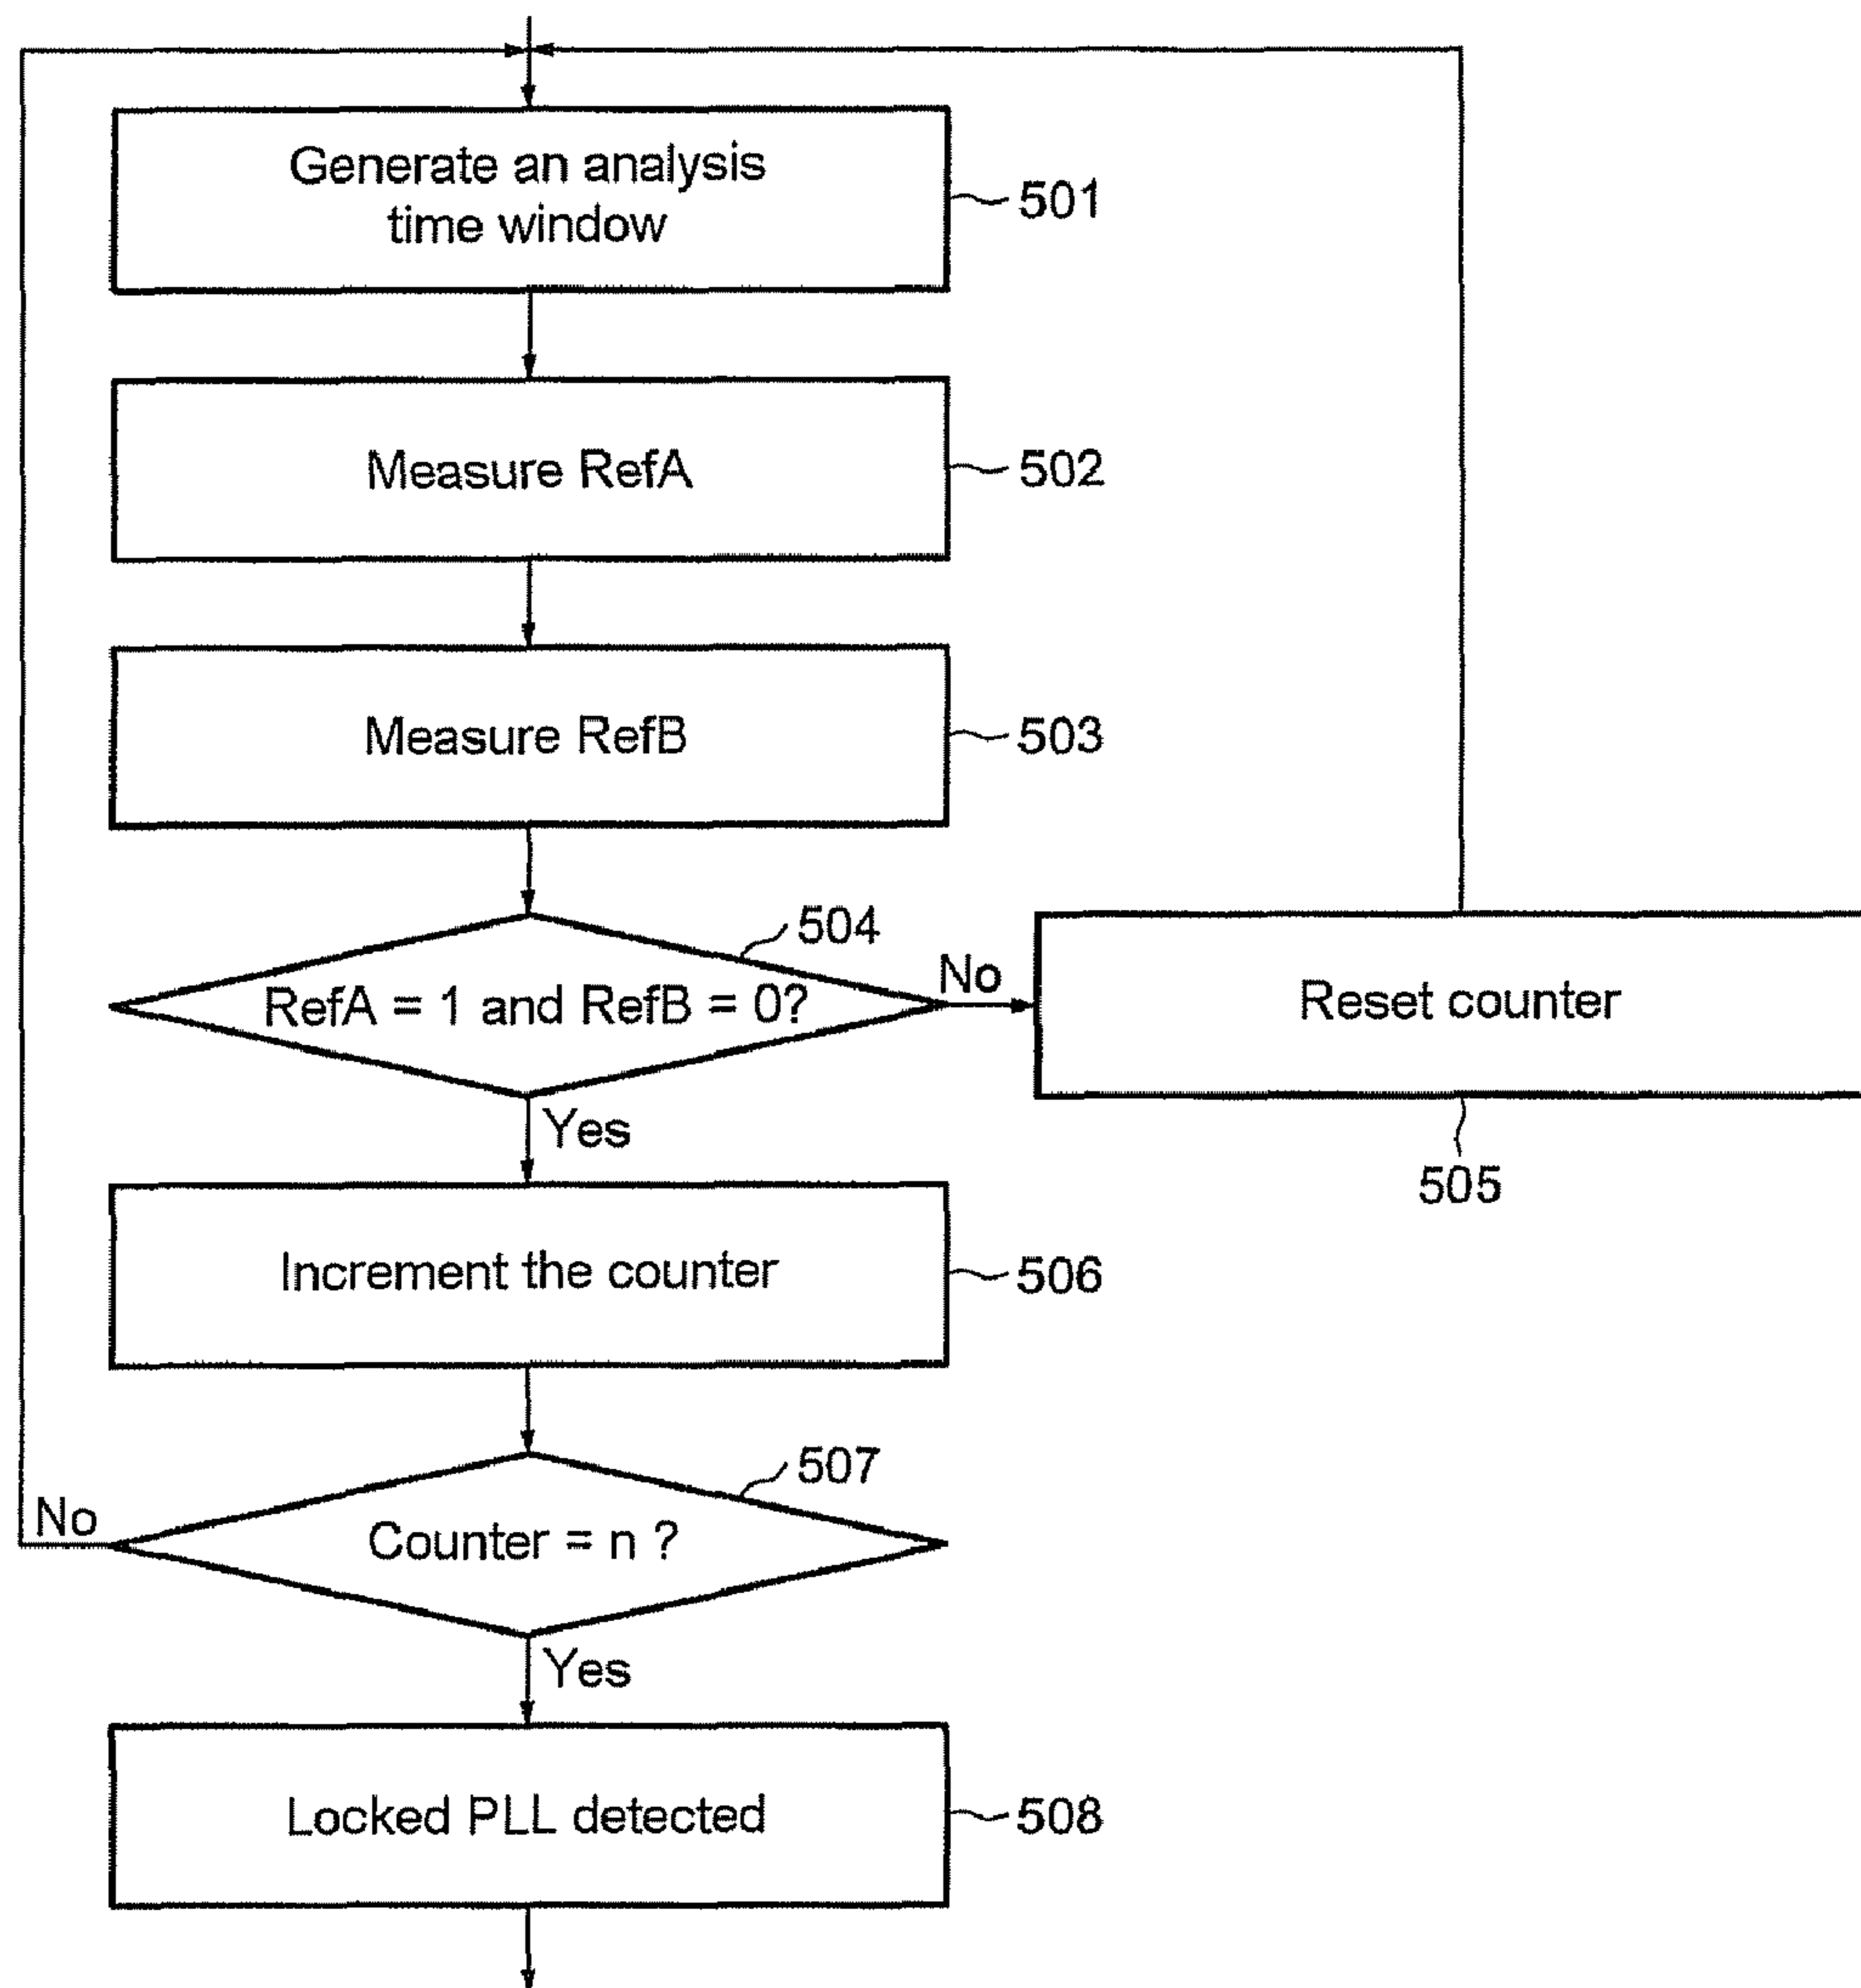 Generate an analysis
time window
501
Measure RefA
502
Measure RefB
503
504
RefA = 1 and RefB = 0?
No
Reset counter
505
Yes
Increment the counter
506
507
Counter = n ?
No
Yes
Locked PLL detected
508